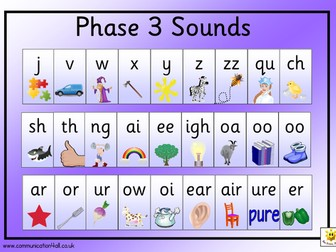 Phase 3 Sounds
j v w x y z zz qu ch
sh th ng ai ee igh oa oo oo
ar or ur ow oi ear air ure er
pure
www.communication4all.co.uk